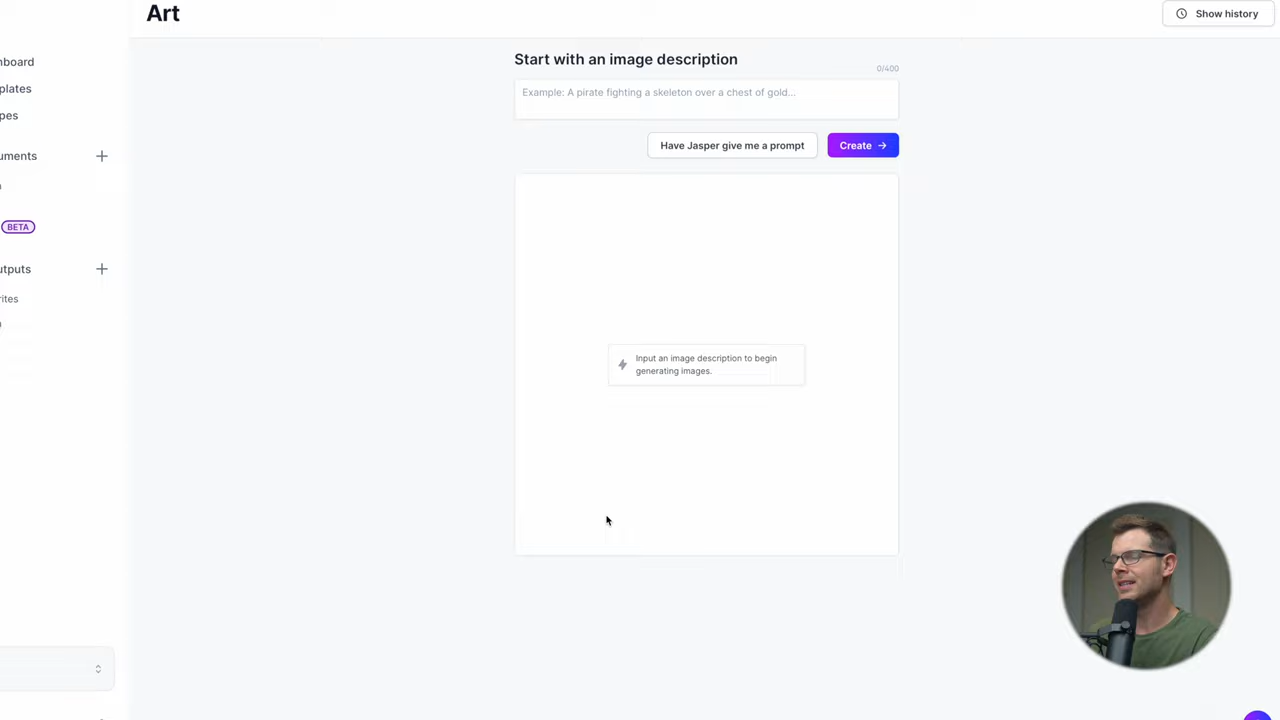 Art
Show history
hboard
plates
pes
uments
BETA
utputs
rites
Start with an image description
0/400
Example: A pirate fighting a skeleton over a chest of gold...
Have Jasper give me a prompt
Create
Input an image description to begin
generating images.